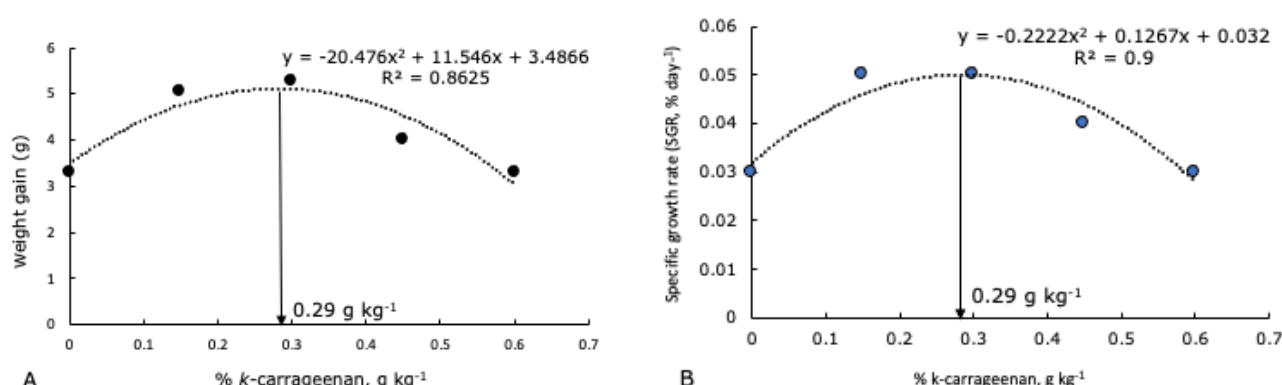 y = -20.476x² + 11.546x + 3.4866
R² = 0.8625
Weight gain (g)
6
5
4
3
2
1
0
0.29 g kg⁻¹
0 0.1 0.2 0.3 0.4 0.5 0.6 0.7
A % k-carrageenan, g kg⁻¹
y = -0.2222x² + 0.1267x + 0.032
R² = 0.9
Specific growth rate (SGR, % day⁻¹)
0.06
0.05
0.04
0.03
0.02
0.01
0
0.29 g kg⁻¹
0 0.1 0.2 0.3 0.4 0.5 0.6 0.7
B % k-carrageenan, g kg⁻¹